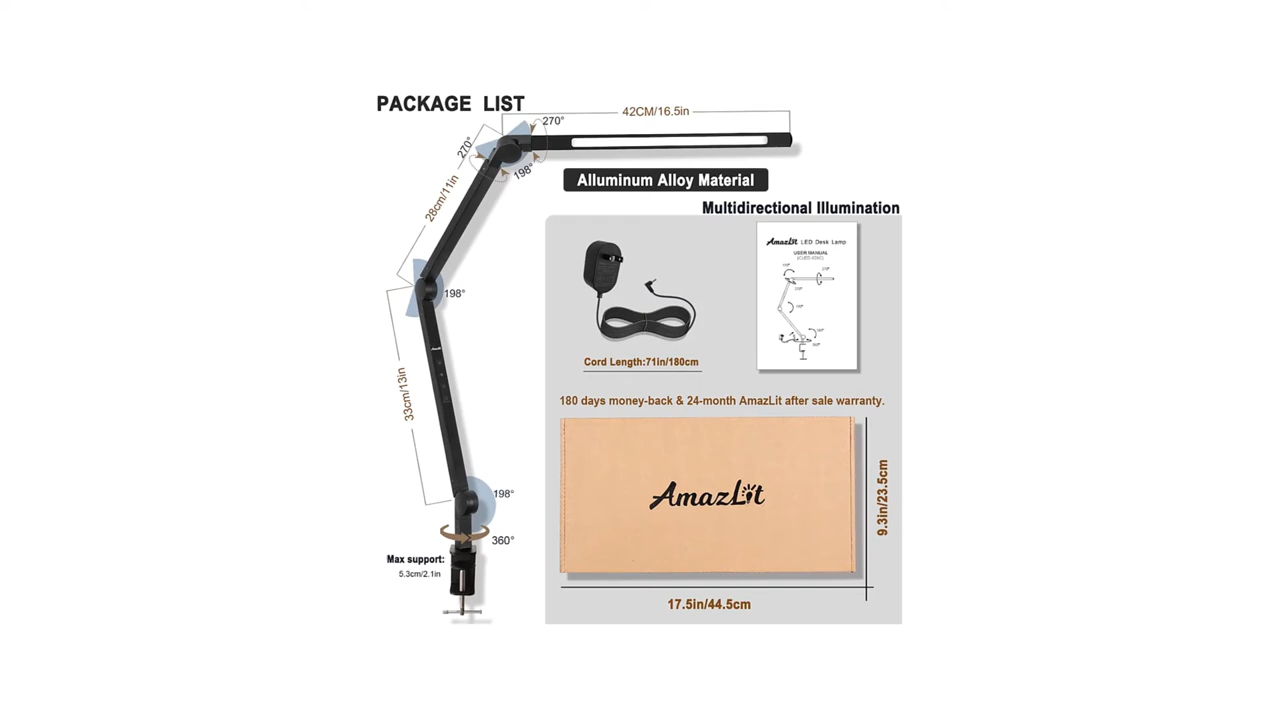 PACKAGE LIST
42CM/16.5in
270°
270°
198°
28cm/11in
Alluminum Alloy Material
Multidirectional Illumination
AmazLit LED Desk Lamp
USER MANUAL
198°
Cord Length:71in/180cm
33cm/13in
AmazLit
180 days money-back & 24-month AmazLit after sale warranty.
AmazLit
9.3in/23.5cm
198°
360°
Max support:
5.3cm/2.1in
17.5in/44.5cm